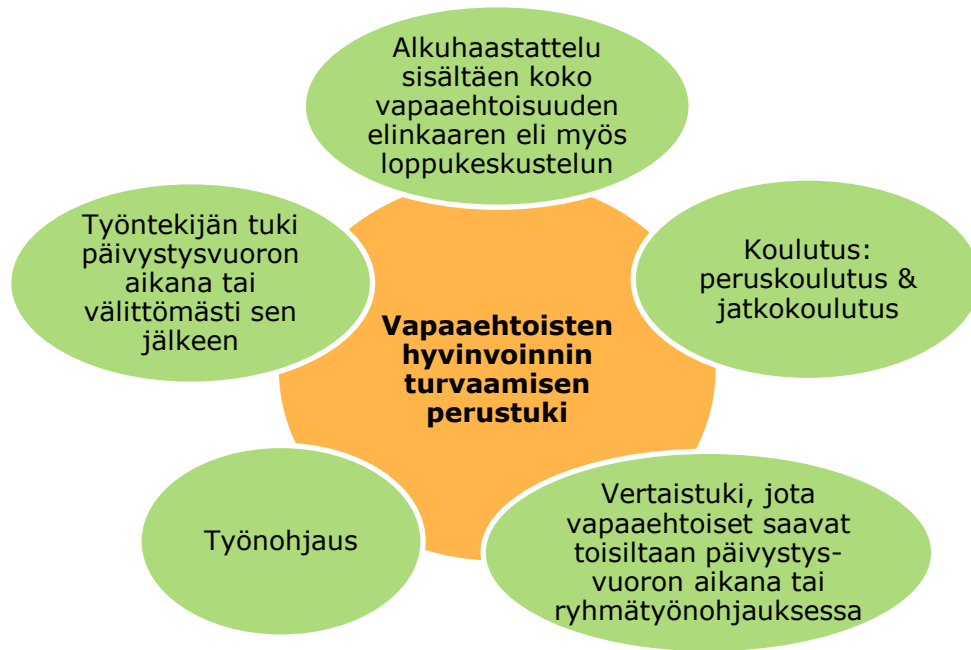 Alkuhaastattelu
sisältäen koko
vapaaehtoisuuden
elinkaaren eli myös
loppukeskustelun
Työntekijän tuki
päivystysvuoron
aikana tai
välittömästi sen
jälkeen
Koulutus:
peruskoulutus &
jatkokoulutus
Vapaaehtoisten
hyvinvoinnin
turvaamisen
perustuki
Työnohjaus
Vertaistuki, jota
vapaaehtoiset saavat
toisiltaan päivystys-
vuoron aikana tai
ryhmätyönohjauksessa